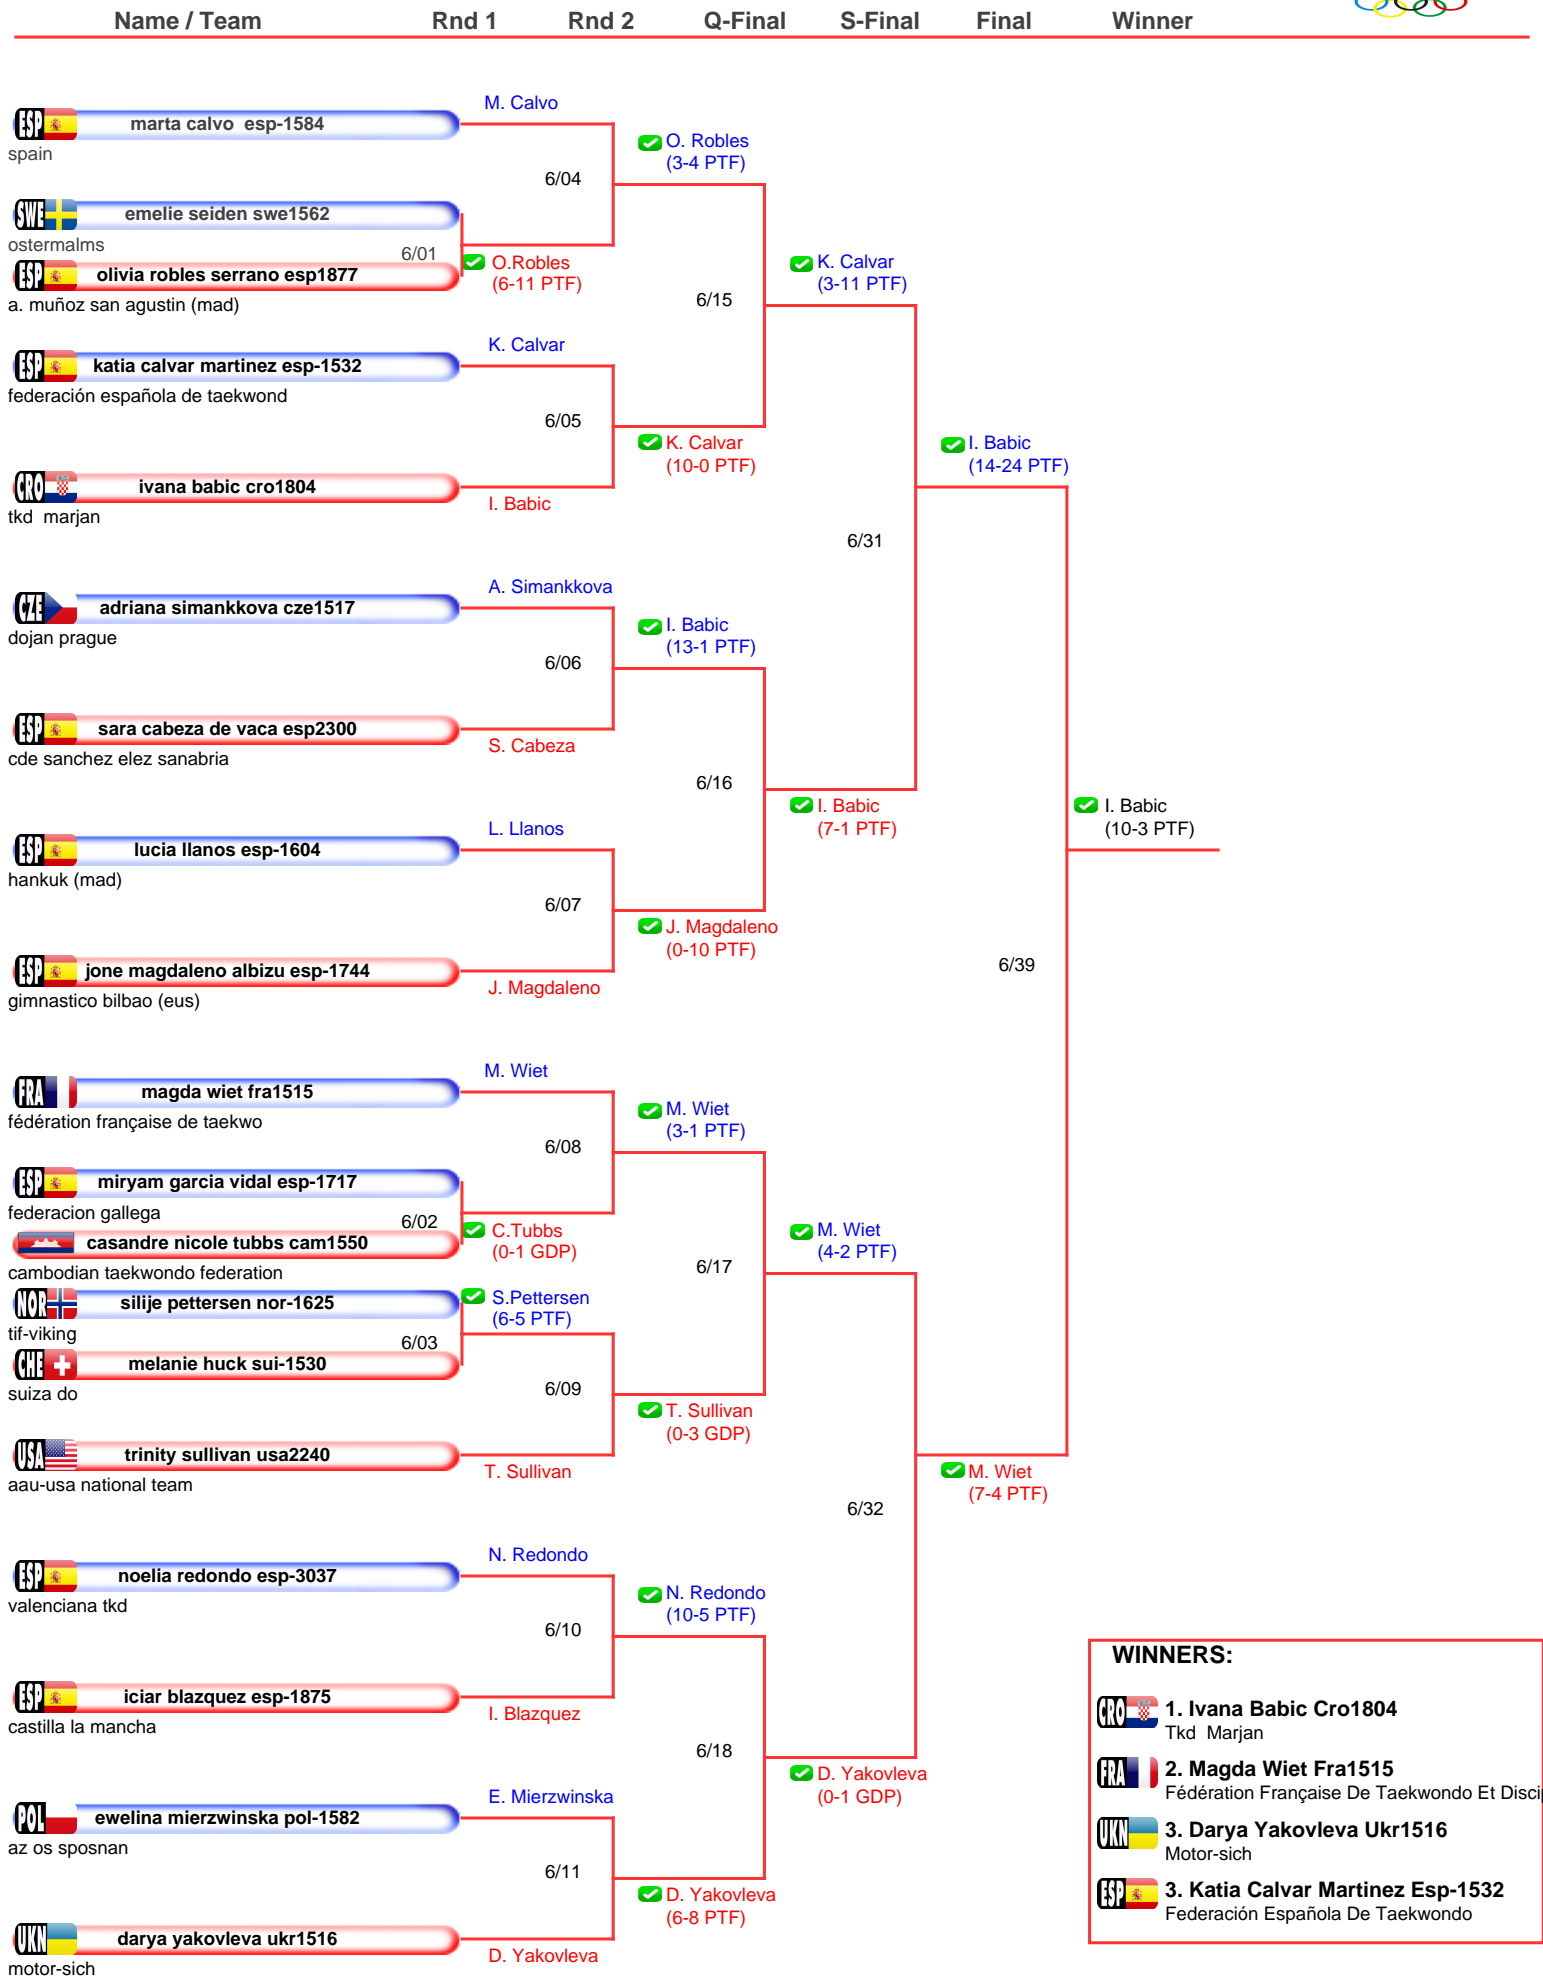 Name / Team Rnd 1 Rnd 2 Q-Final S-Final Final Winner
M. Calvo
ESP marta calvo esp-1584
spain
O. Robles
(3-4 PTF)
6/04
SWE emelie seiden swe1562
ostermalms
6/01
O.Robles
(6-11 PTF)
ESP olivia robles serrano esp1877
a. muñoz san agustin (mad)
K. Calvar
(3-11 PTF)
6/15
K. Calvar
ESP katia calvar martinez esp-1532
federación española de taekwond
6/05
K. Calvar
(10-0 PTF)
I. Babic
(14-24 PTF)
CRO ivana babic cro1804
tkd marjan
I. Babic
6/31
A. Simankkova
CZE adriana simankkova cze1517
dojan prague
I. Babic
(13-1 PTF)
6/06
ESP sara cabeza de vaca esp2300
cde sanchez elez sanabria
S. Cabeza
6/16
I. Babic
(7-1 PTF)
I. Babic
(10-3 PTF)
L. Llanos
ESP lucia llanos esp-1604
hankuk (mad)
6/07
J. Magdaleno
(0-10 PTF)
6/39
ESP jone magdaleno albizu esp-1744
gimnastico bilbao (eus)
J. Magdaleno
M. Wiet
FRA magda wiet fra1515
fédération française de taekwo
M. Wiet
(3-1 PTF)
6/08
ESP miryam garcia vidal esp-1717
federacion gallega
6/02
C.Tubbs
(0-1 GDP)
casandre nicole tubbs cam1550
cambodian taekwondo federation
M. Wiet
(4-2 PTF)
6/17
NOR silije pettersen nor-1625
tif-viking
S.Pettersen
(6-5 PTF)
6/03
CHE melanie huck sui-1530
suiza do
6/09
T. Sullivan
(0-3 GDP)
USA trinity sullivan usa2240
aau-usa national team
T. Sullivan
M. Wiet
(7-4 PTF)
6/32
N. Redondo
ESP noelia redondo esp-3037
valenciana tkd
N. Redondo
(10-5 PTF)
6/10
ESP iciar blazquez esp-1875
castilla la mancha
I. Blazquez
6/18
D. Yakovleva
(0-1 GDP)
E. Mierzwinska
POL ewelina mierzwinska pol-1582
az os sposnan
6/11
D. Yakovleva
(6-8 PTF)
UKN darya yakovleva ukr1516
motor-sich
D. Yakovleva
WINNERS:
CRO 1. Ivana Babic Cro1804
Tkd Marjan
FRA 2. Magda Wiet Fra1515
Fédération Française De Taekwondo Et Disci
UKN 3. Darya Yakovleva Ukr1516
Motor-sich
ESP 3. Katia Calvar Martinez Esp-1532
Federación Española De Taekwondo